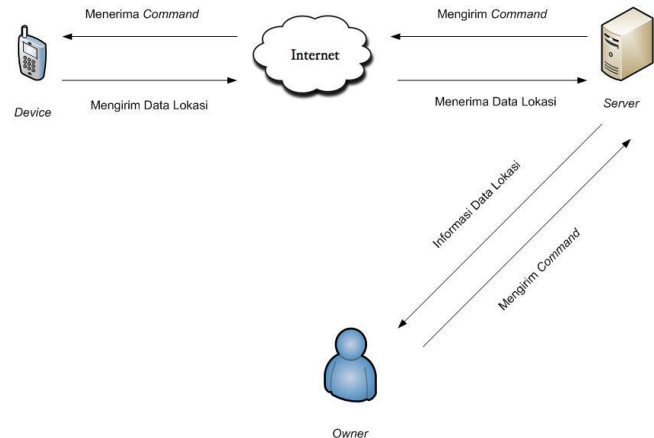 Menerima Command
Mengirim Command
Internet
Mengirim Data Lokasi
Menerima Data Lokasi
Device
Server
Informasi Data Lokasi
Mengirim Command
Owner